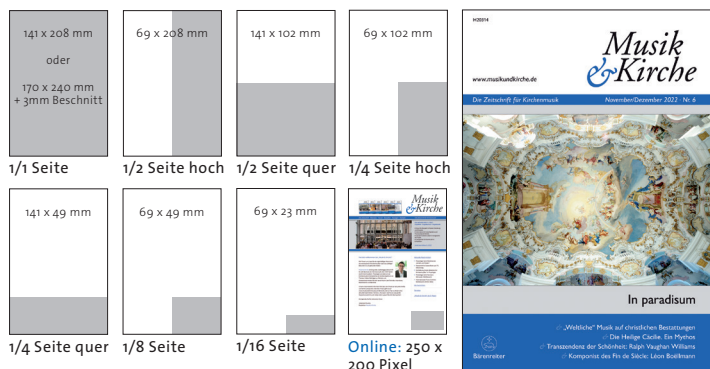 141 x 208 mm
oder
170 x 240 mm
+ 3mm Beschnitt
1/1 Seite
69 x 208 mm
1/2 Seite hoch
141 x 102 mm
1/2 Seite quer
69 x 102 mm
1/4 Seite hoch
141 x 49 mm
1/4 Seite quer
69 x 49 mm
1/8 Seite
69 x 23 mm
1/16 Seite
Musik
&Kirche
Online: 250 x
200 Pixel
Musik
&Kirche
www.musikundkirche.de
Die Zeitschrift für Kirchenmusik November/Dezember 2022 · Nr. 6
In paradisum
„Weltliche“ Musik auf christlichen Bestattungen
Die Heilige Cäcilie. Ein Mythos
Transzendenz der Schönheit: Ralph Vaughan Williams
Komponist des Fin de Siècle: Léon Boëllmann
Bärenreiter